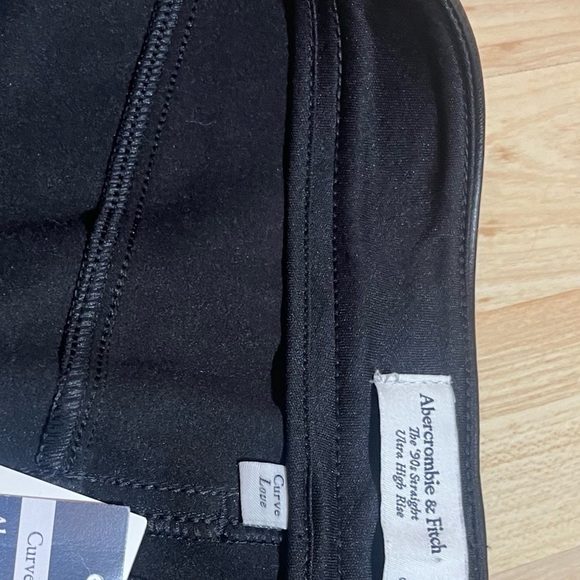 Abercrombie & Fitch
The '90s Straight
Ultra High Rise
Curve
Love
Curve